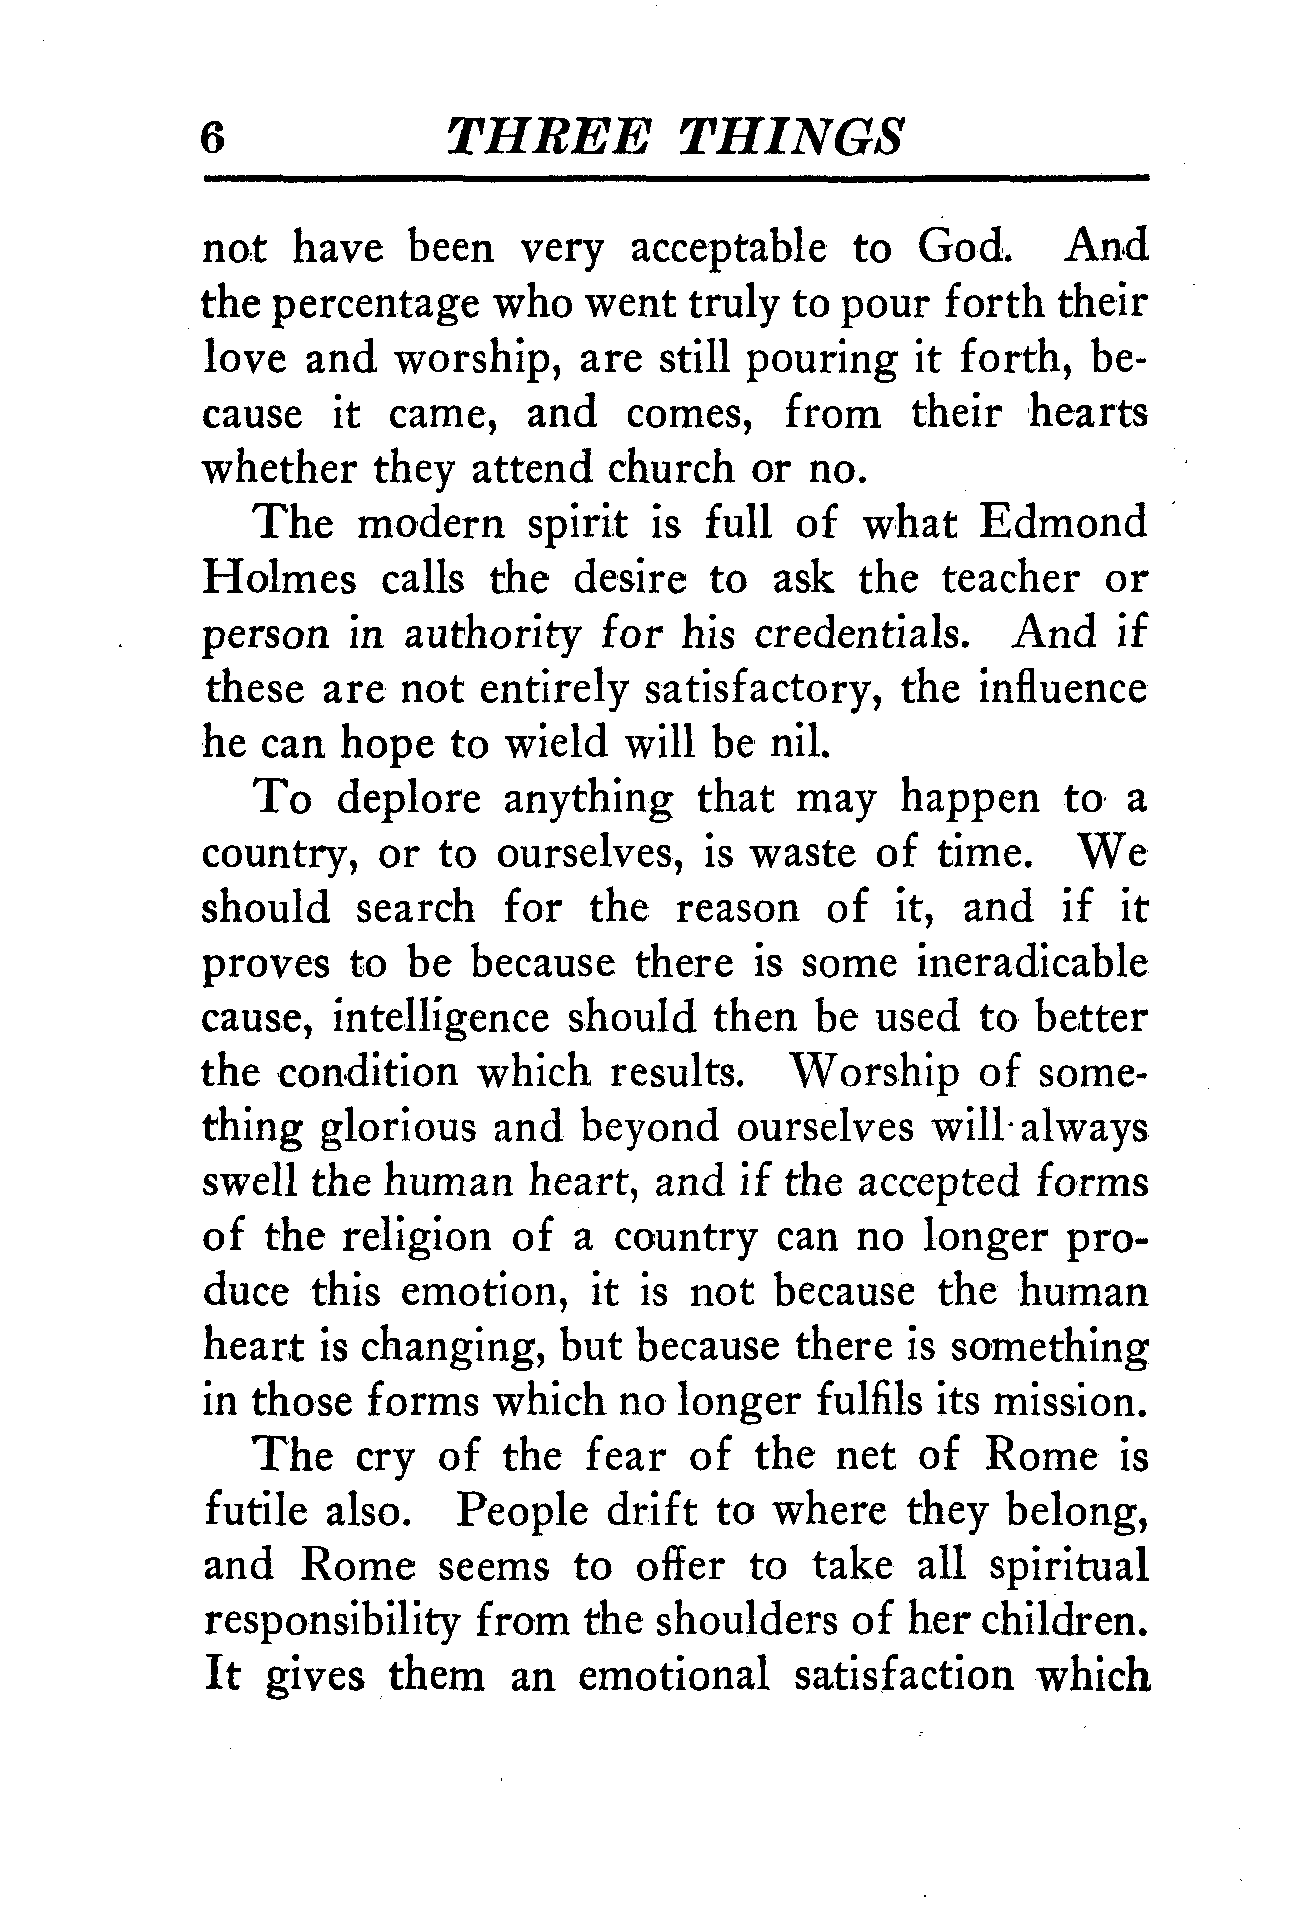 6 THREE THINGS
not have been very acceptable to God. And
the percentage who went truly to pour forth their
love and worship, are still pouring it forth, be-
cause it came, and comes, from their hearts
whether they attend church or no.
The modern spirit is full of what Edmond
Holmes calls the desire to ask the teacher or
person in authority for his credentials. And if
these are not entirely satisfactory, the influence
he can hope to wield will be nil.
To deplore anything that may happen to a
country, or to ourselves, is waste of time. We
should search for the reason of it, and if it
proves to be because there is some ineradicable
cause, intelligence should then be used to better
the condition which results. Worship of some-
thing glorious and beyond ourselves will always
swell the human heart, and if the accepted forms
of the religion of a country can no longer pro-
duce this emotion, it is not because the human
heart is changing, but because there is something
in those forms which no longer fulfils its mission.
The cry of the fear of the net of Rome is
futile also. People drift to where they belong,
and Rome seems to offer to take all spiritual
responsibility from the shoulders of her children.
It gives them an emotional satisfaction which